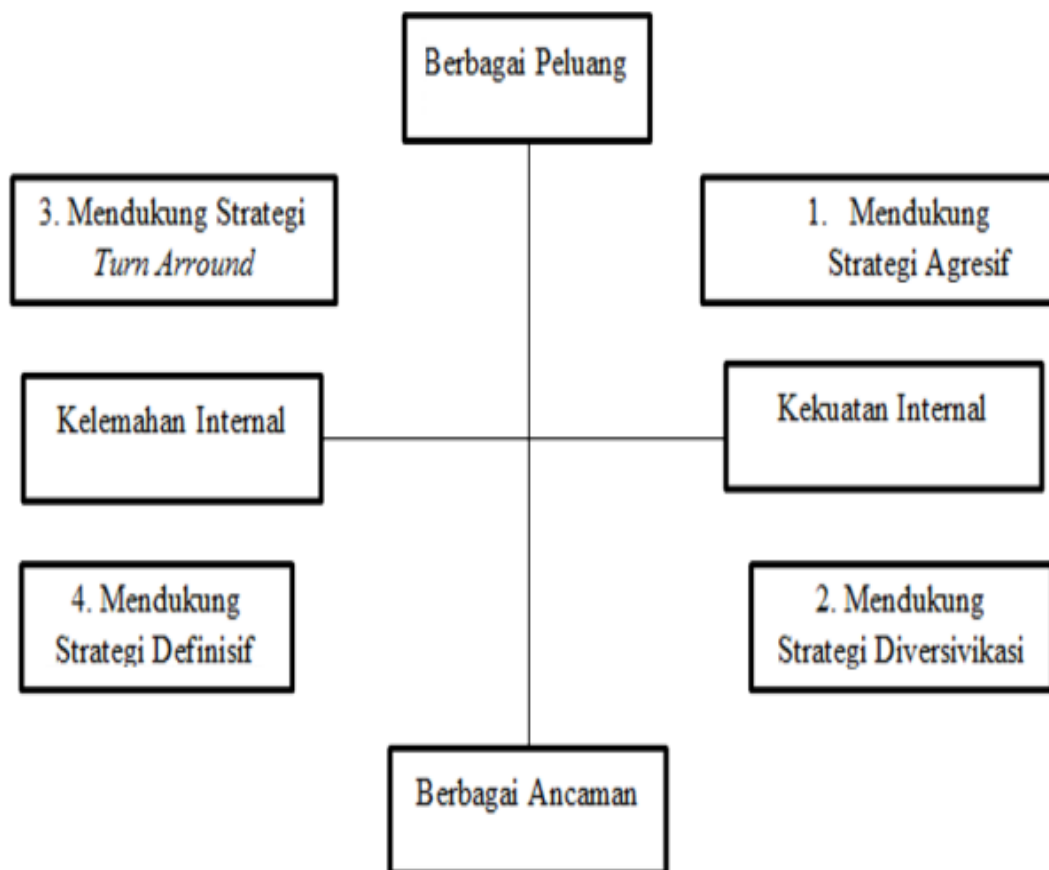 Berbagai Peluang
3. Mendukung Strategi
Turn Arround
1. Mendukung
Strategi Agresif
Kelemahan Internal
Kekuatan Internal
4. Mendukung
Strategi Definisif
2. Mendukung
Strategi Diversivikasi
Berbagai Ancaman